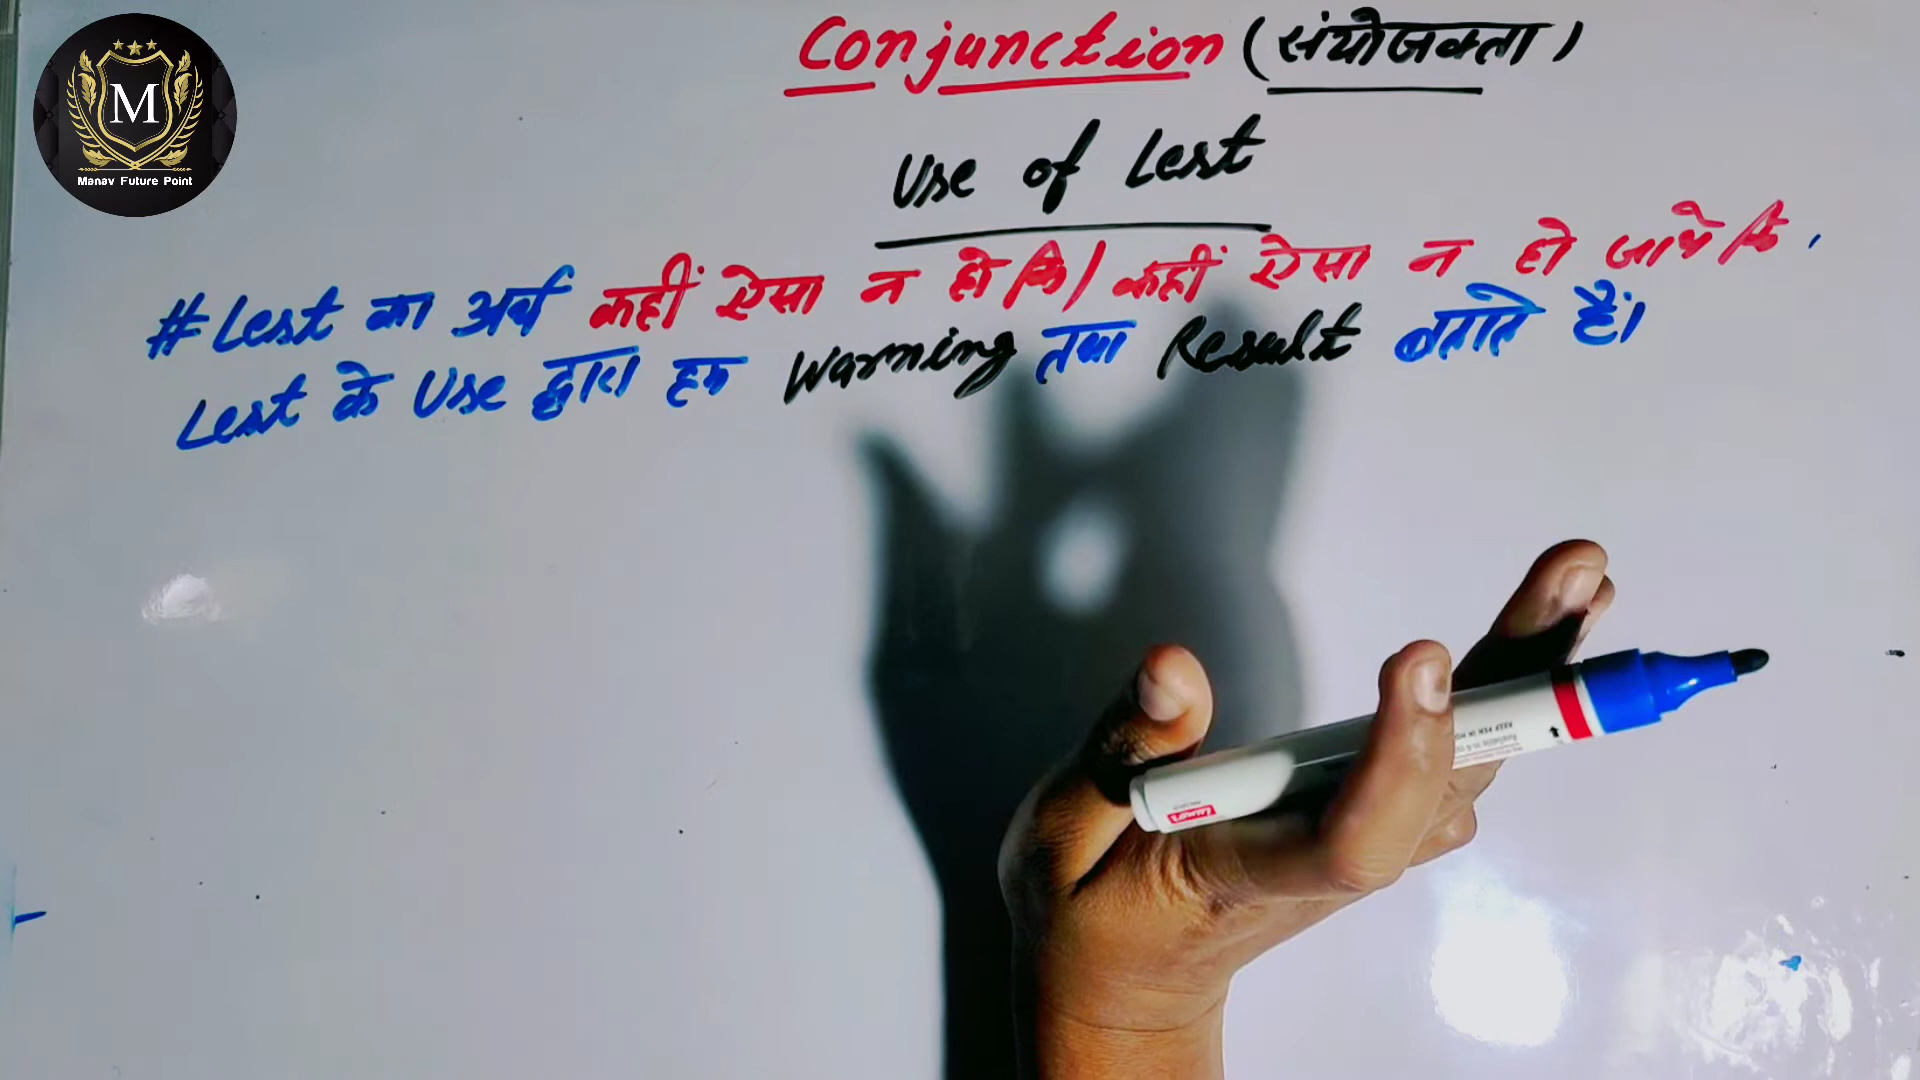 M
Manav Future Point
Conjunction (संयोजकता)
Use of Lest
# Lest का अर्थ कहीं ऐसा न हो कि / कहीं ऐसा न हो जाये कि.
Lest के Use द्वारा हम Warning तथा Result बताते हैं।